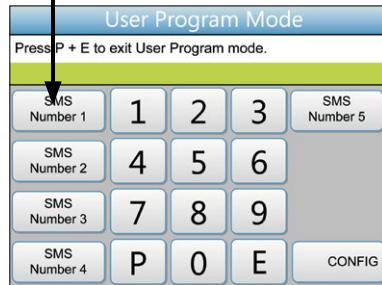 User Program Mode
Press P + E to exit User Program mode.
SMS
Number 1
1
2
3
SMS
Number 5
SMS
Number 2
4
5
6
SMS
Number 3
7
8
9
SMS
Number 4
P
0
E
CONFIG